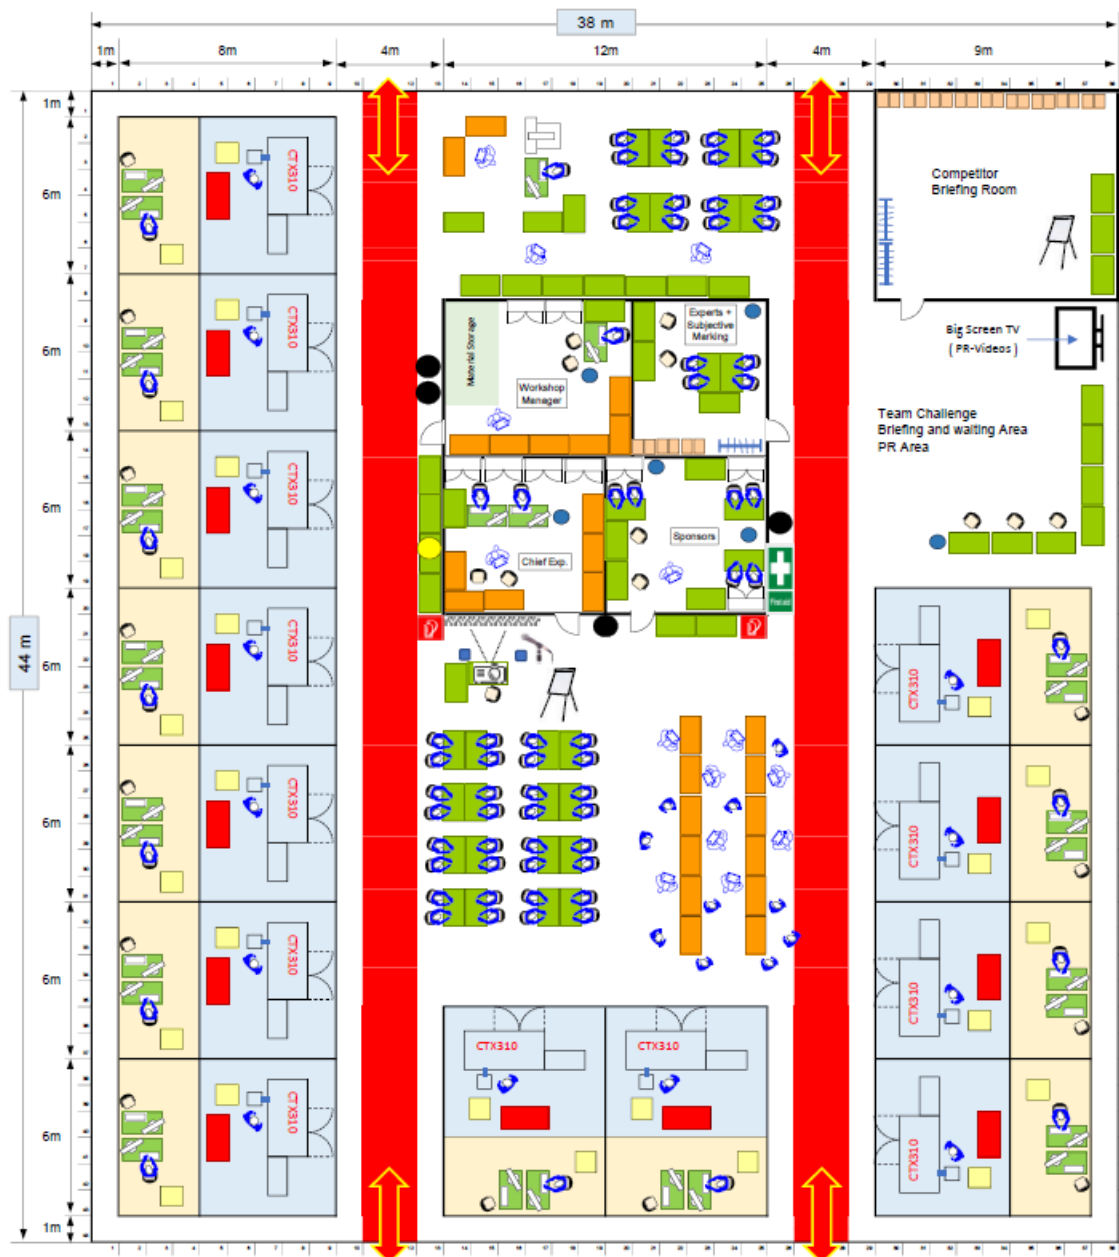 38 m
1m
8m
4m
12m
4m
9m
1m
6m
6m
6m
6m
6m
6m
6m
1m
44 m
CTX310
CTX310
CTX310
CTX310
CTX310
CTX310
CTX310
Competitor
Briefing Room
Big Screen TV
( PR-Videos )
Team Challenge
Briefing and waiting Area
PR Area
Material Storage
Workshop
Manager
Experts +
Subjective
Marking
Chief Exp.
Sponsors
First aid
CTX310
CTX310
CTX310
CTX310
CTX310
CTX310